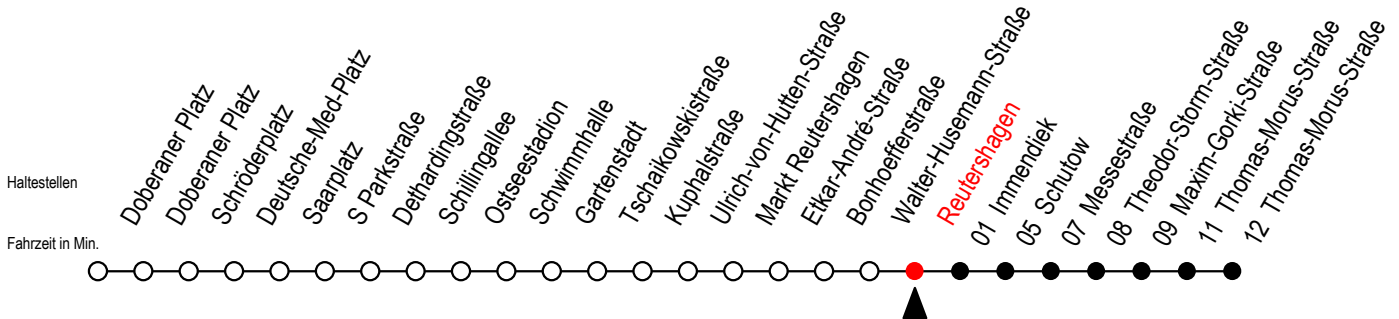 Haltestellen
Fahrzeit in Min.
Doberaner Platz
Doberaner Platz
Schröderplatz
Deutsche-Med-Platz
Saarplatz
S Parkstraße
Dethardingstraße
Schillingallee
Ostseestadion
Schwimmhalle
Gartenstadt
Tschaikowskistraße
Kuphalstraße
Ulrich-von-Hutten-Straße
Markt Reutershagen
Etkar-André-Straße
Bonhoefferstraße
Walter-Husemann-Straße
Reutershagen
01 Immendiek
05 Schutow
07 Messestraße
08 Theodor-Storm-Straße
09 Maxim-Gorki-Straße
11 Thomas-Morus-Straße
12 Thomas-Morus-Straße